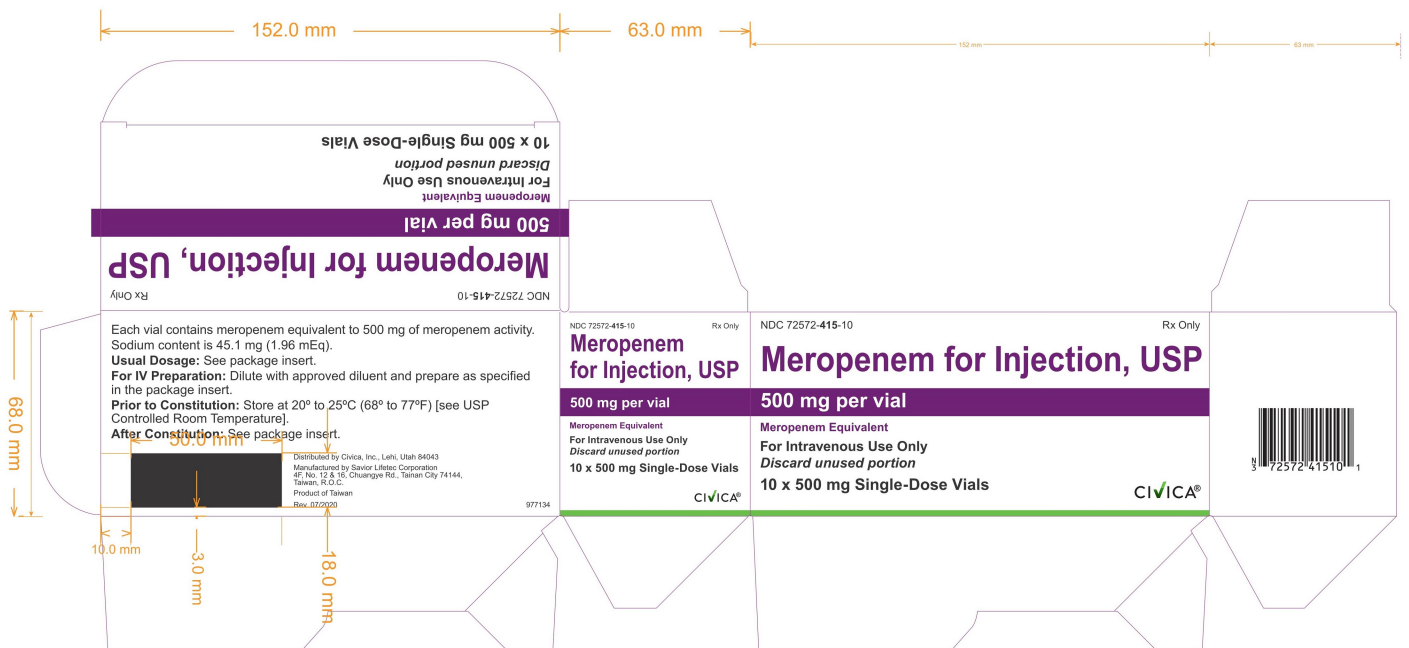 152.0 mm
63.0 mm
152 mm
63 mm
10 x 500 mg Single-Dose Vials
Discard unused portion
For Intravenous Use Only
Meropenem Equivalent
500 mg per vial
Meropenem for Injection, USP
NDC 72572-415-10
Rx Only
68.0 mm
Each vial contains meropenem equivalent to 500 mg of meropenem activity.
Sodium content is 45.1 mg (1.96 mEq).
Usual Dosage: See package insert.
For IV Preparation: Dilute with approved diluent and prepare as specified
in the package insert.
Prior to Constitution: Store at 20º to 25ºC (68º to 77ºF) [see USP
Controlled Room Temperature].
After Constitution: See package insert.
50.0 mm
Distributed by Civica, Inc., Lehi, Utah 84043
Manufactured by Savior Lifetec Corporation
4F, No. 12 & 16, Chuangye Rd., Tainan City 74144,
Taiwan, R.O.C.
Product of Taiwan
Rev. 07/2020
977134
10.0 mm
3.0 mm
18.0 mm
NDC 72572-415-10
Rx Only
Meropenem
for Injection, USP
500 mg per vial
Meropenem Equivalent
For Intravenous Use Only
Discard unused portion
10 x 500 mg Single-Dose Vials
CIVICA®
NDC 72572-415-10
Rx Only
Meropenem for Injection, USP
500 mg per vial
Meropenem Equivalent
For Intravenous Use Only
Discard unused portion
10 x 500 mg Single-Dose Vials
CIVICA®
N
3 72572 41510 1